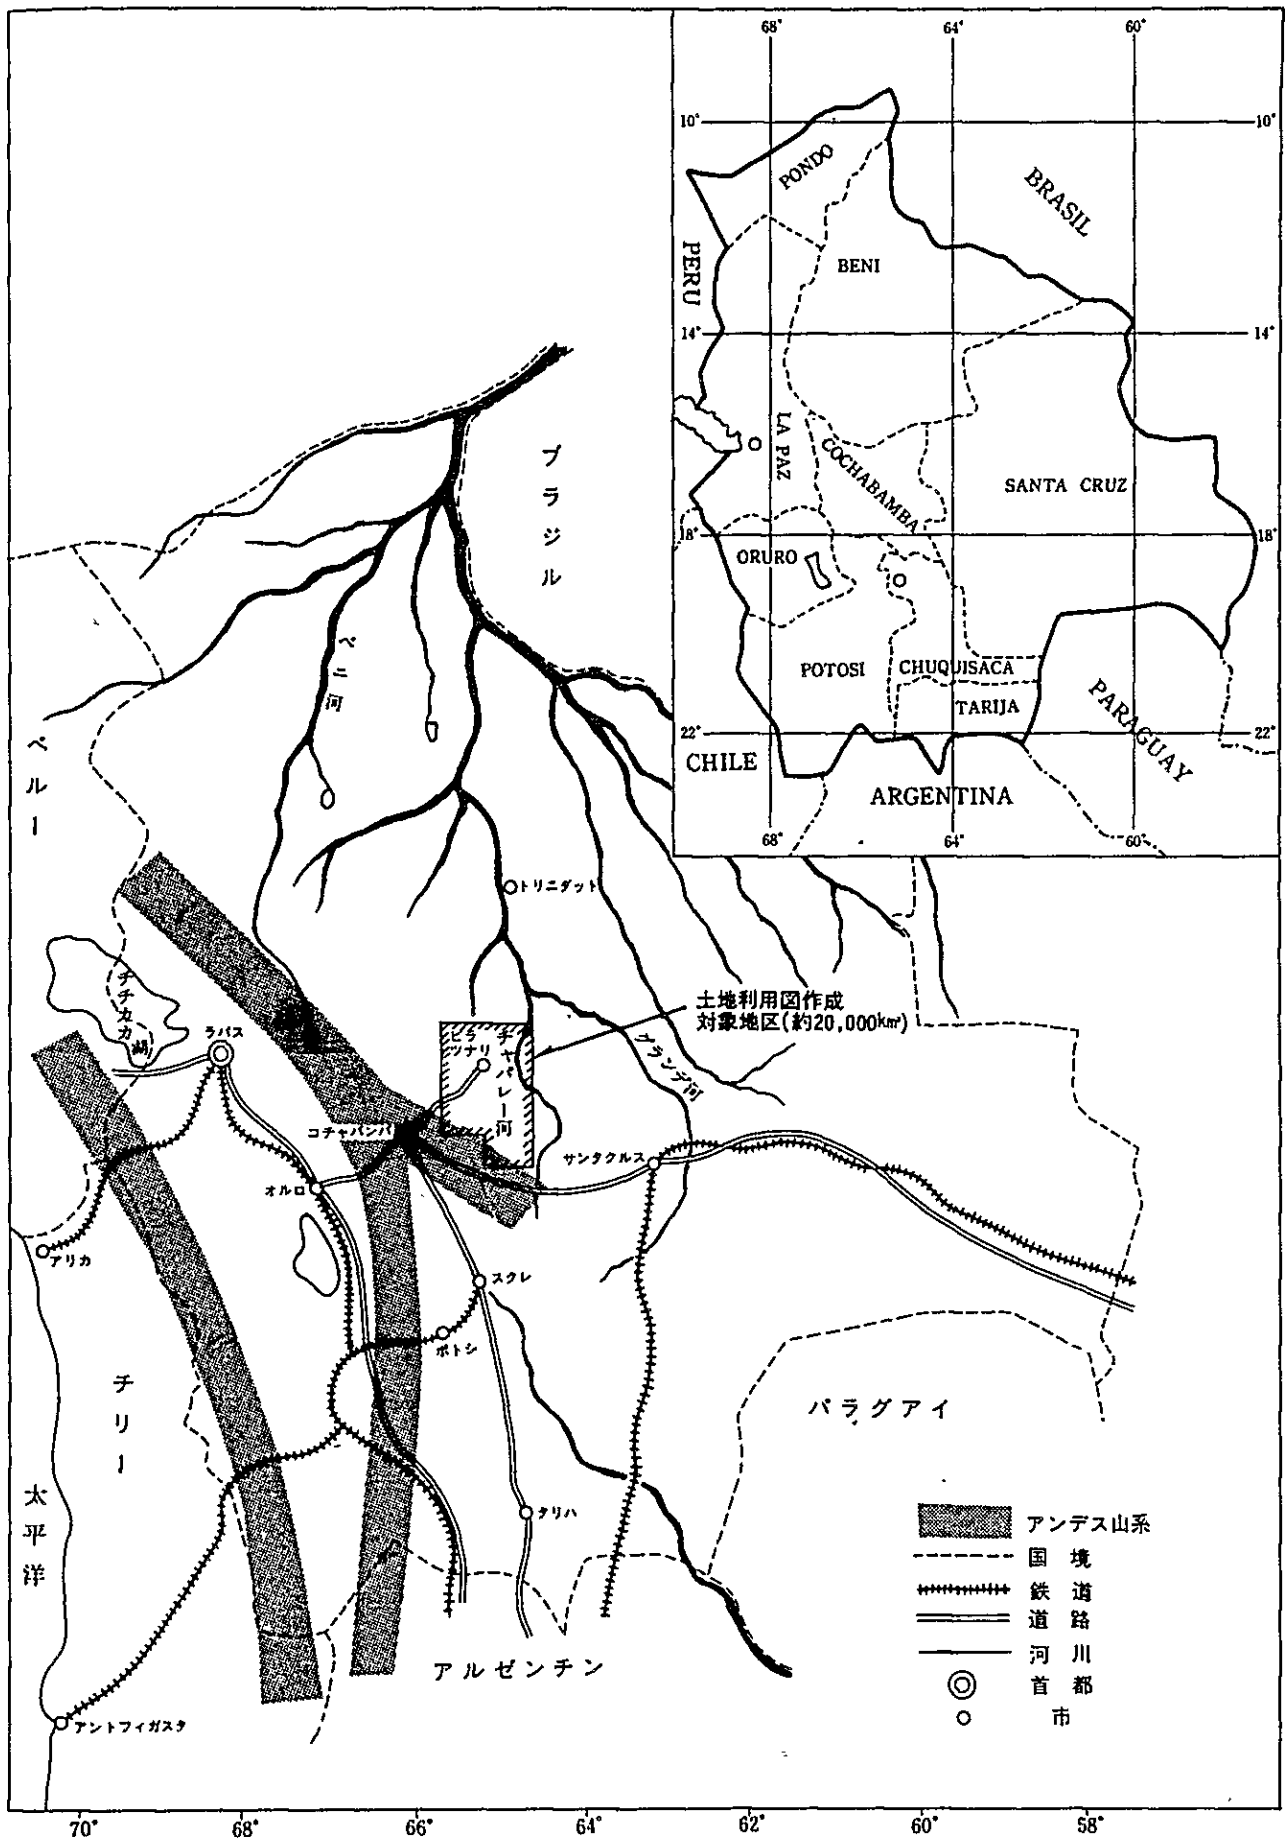 68°
64°
60°
10°
10°
PONDO
BRASIL
PERU
BENI
14°
14°
LA PAZ
COCHABAMBA
SANTA CRUZ
18°
18°
ORURO
POTOSI
CHUQUISACA
TARIJA
PARAGUAY
22°
22°
CHILE
ARGENTINA
68°
64°
60°
ブラジル
ベニ河
ペルー
トリニダット
チチカカ湖
土地利用図作成
対象地区(約20,000㎢)
ラパス
ビラ
ツナリ
チャパレー河
グランデ河
コチャバンバ
サンタクルス
オルロ
アリカ
スクレ
ポトシ
チリー
パラグアイ
太平洋
タリハ
アンデス山系
国境
鉄道
道路
河川
首都
市
アルゼンチン
アントフィガスタ
70°
68°
66°
64°
62°
60°
58°